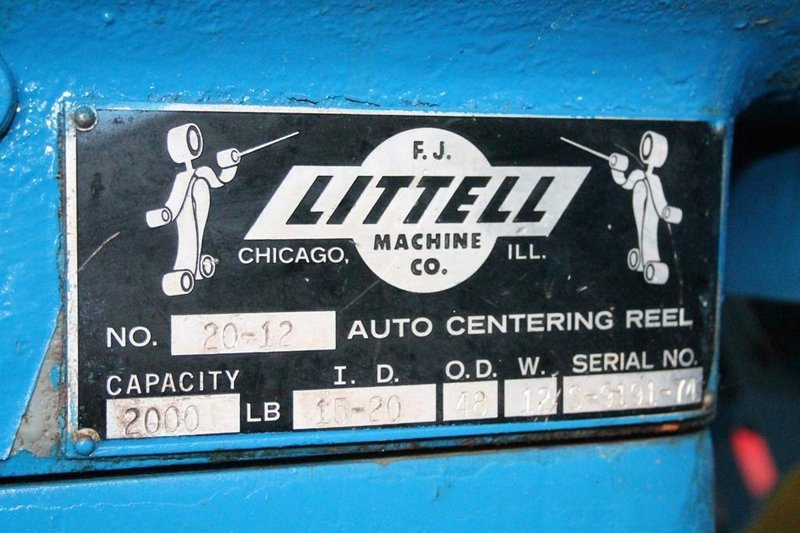 F.J.
LITTELL
MACHINE
CO.
CHICAGO, ILL.
NO. 20-12 AUTO CENTERING REEL
CAPACITY I. D. O.D. W. SERIAL NO.
2000 LB 15-20 48 12